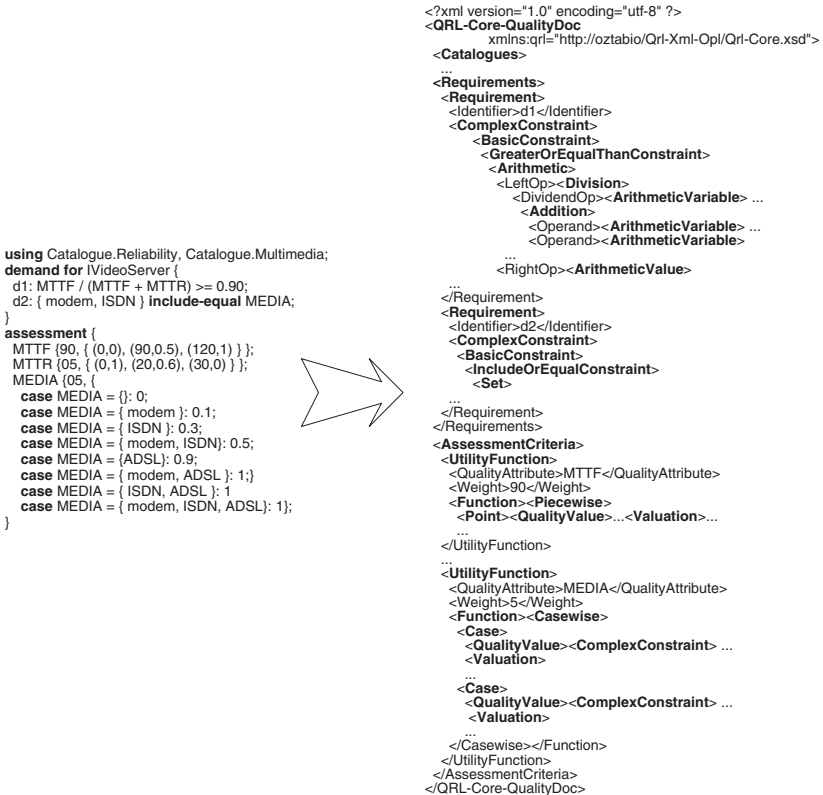 using Catalogue.Reliability, Catalogue.Multimedia;
demand for IVideoServer {
d1: MTTF / (MTTF + MTTR) >= 0.90;
d2: { modem, ISDN } include-equal MEDIA;
}
assessment {
MTTF {90, { (0,0), (90,0.5), (120,1) } };
MTTR {05, { (0,1), (20,0.6), (30,0) } };
MEDIA {05, {
case MEDIA = {}: 0;
case MEDIA = { modem }: 0.1;
case MEDIA = { ISDN }: 0.3;
case MEDIA = { modem, ISDN}: 0.5;
case MEDIA = {ADSL}: 0.9;
case MEDIA = { modem, ADSL }: 1;}
case MEDIA = { ISDN, ADSL }: 1
case MEDIA = { modem, ISDN, ADSL}: 1};
}
<?xml version="1.0" encoding="utf-8" ?>
<QRL-Core-QualityDoc
xmlns:qrl="http://oztabio/Qrl-Xml-Opl/Qrl-Core.xsd">
<Catalogues>
...
<Requirements>
<Requirement>
<Identifier>d1</Identifier>
<ComplexConstraint>
<BasicConstraint>
<GreaterOrEqualThanConstraint>
<Arithmetic>
<LeftOp><Division>
<DividendOp><ArithmeticVariable> ...
<Addition>
<Operand><ArithmeticVariable> ...
<Operand><ArithmeticVariable>
...
<RightOp><ArithmeticValue>
...
</Requirement>
<Requirement>
<Identifier>d2</Identifier>
<ComplexConstraint>
<BasicConstraint>
<IncludeOrEqualConstraint>
<Set>
...
</Requirement>
</Requirements>
<AssessmentCriteria>
<UtilityFunction>
<QualityAttribute>MTTF</QualityAttribute>
<Weight>90</Weight>
<Function><Piecewise>
<Point><QualityValue>...<Valuation>...
...
</UtilityFunction>
...
<UtilityFunction>
<QualityAttribute>MEDIA</QualityAttribute>
<Weight>5</Weight>
<Function><Casewise>
<Case>
<QualityValue><ComplexConstraint> ...
<Valuation>
...
<Case>
<QualityValue><ComplexConstraint> ...
<Valuation>
...
</Casewise></Function>
</UtilityFunction>
</AssessmentCriteria>
</QRL-Core-QualityDoc>